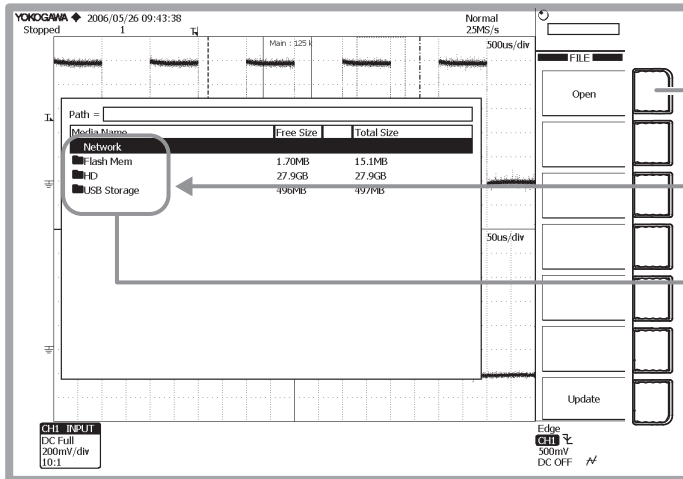 YOKOGAWA ◆ 2006/05/26 09:43:38
Normal
Stopped 1
25MS/s
Main : 125 k
500us/div
FILE
Open
Path =
Media Name Free Size Total Size
Network
Flash Mem 1.70MB 15.1MB
HD 27.9GB 27.9GB
USB Storage 496MB 497MB
50us/div
Update
CH1 INPUT
DC Full
200mV/div
10:1
Edge
CH1
500mV
DC OFF